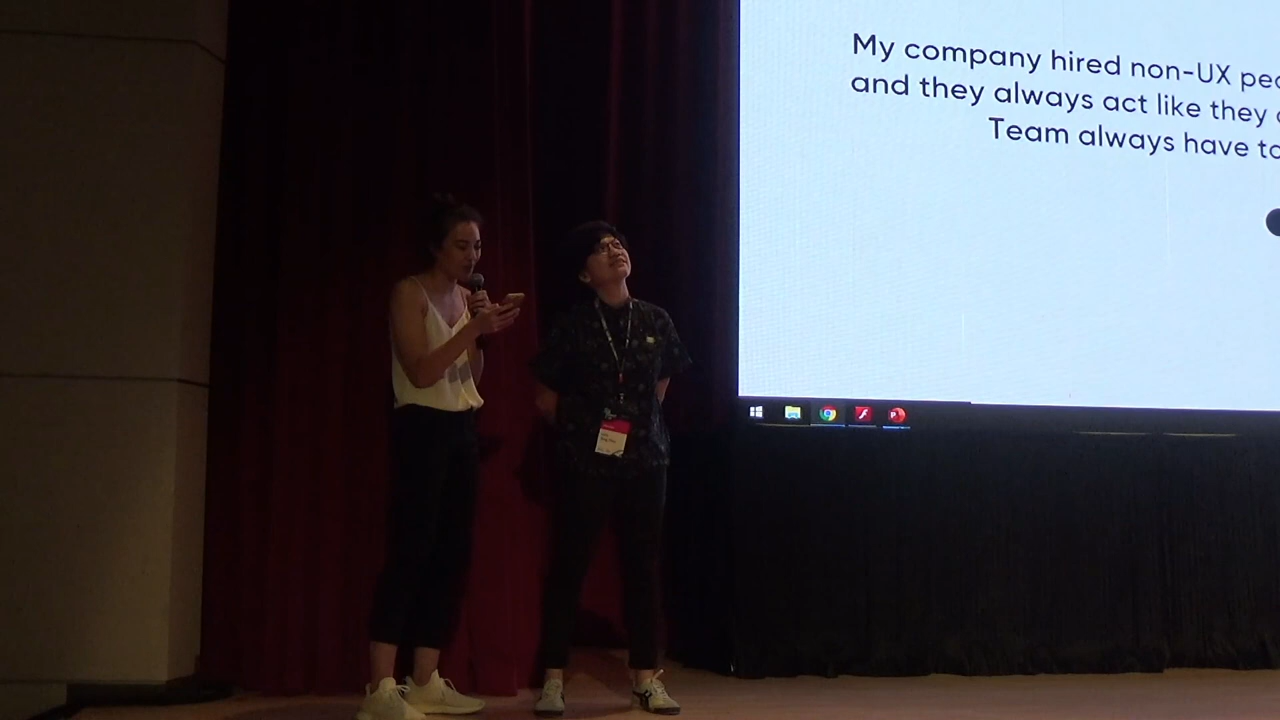 My company hired non-UX
and they always act like they
Team always have